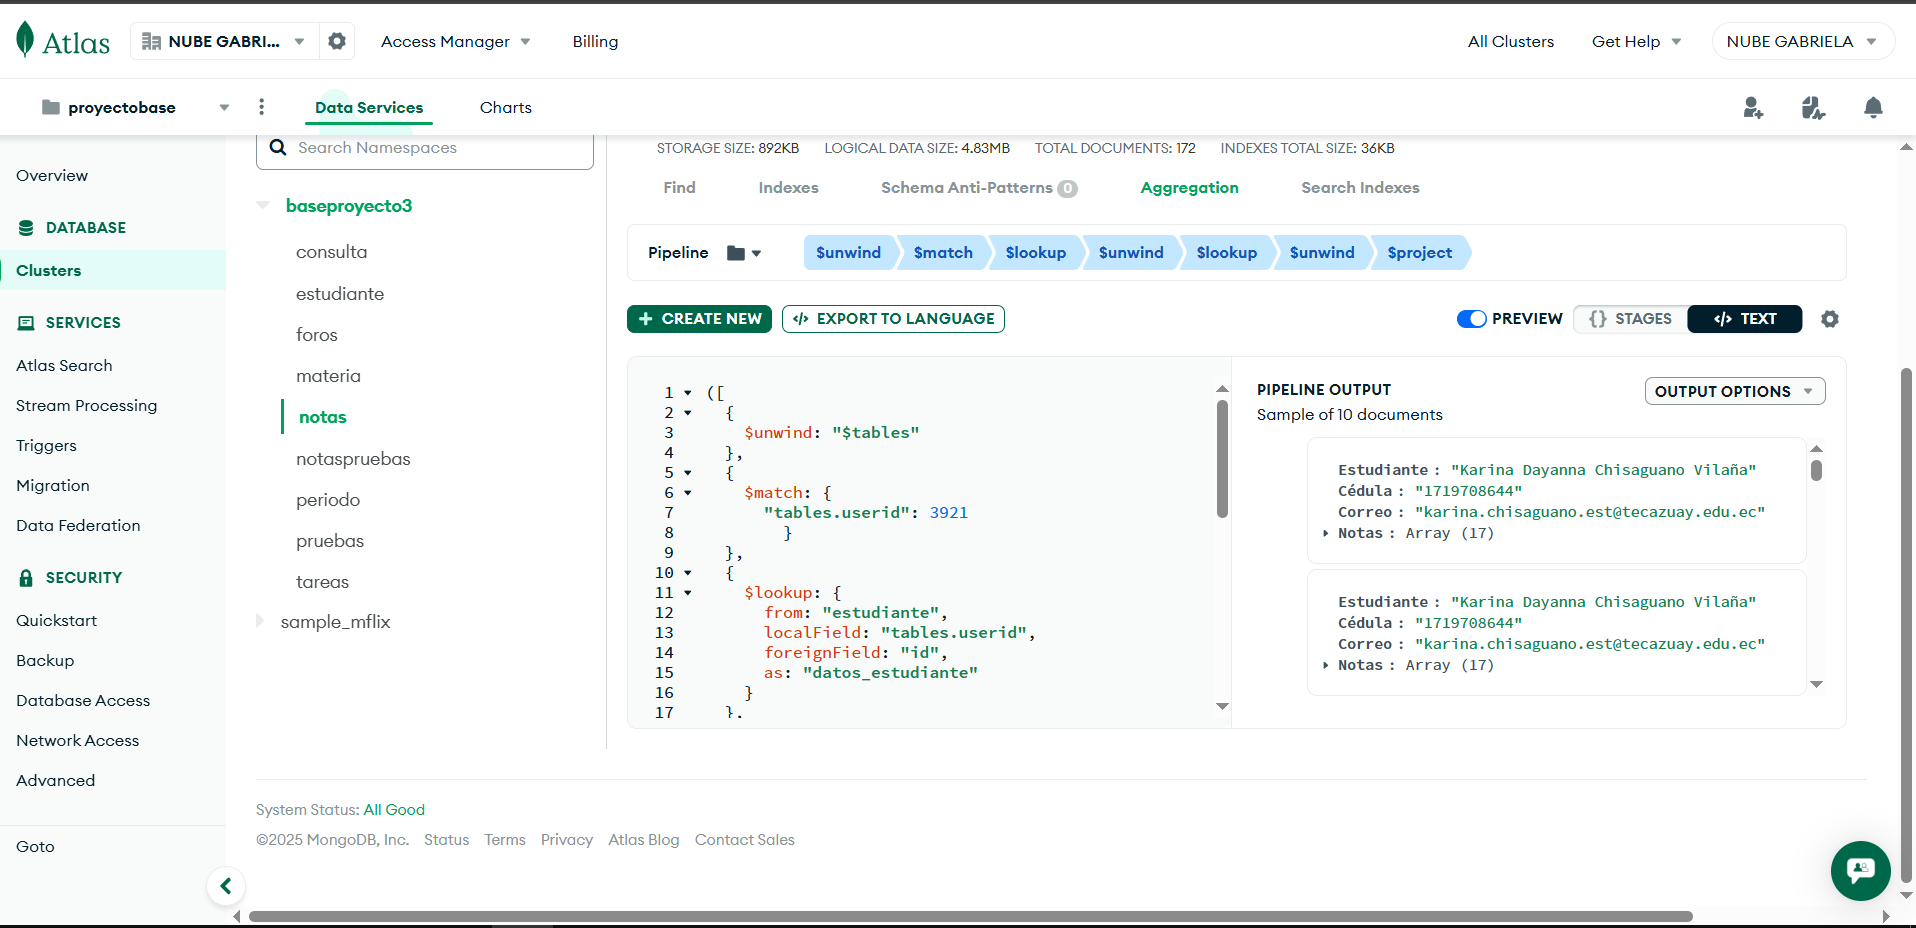 Atlas
NUBE GABRI...
Access Manager
Billing
All Clusters
Get Help
NUBE GABRIELA
proyectobase
Data Services
Charts
Overview
DATABASE
Clusters
SERVICES
Atlas Search
Stream Processing
Triggers
Migration
Data Federation
SECURITY
Quickstart
Backup
Database Access
Network Access
Advanced
Goto
Search Namespaces
baseproyecto3
consulta
estudiante
foros
materia
notas
notaspruebas
periodo
pruebas
tareas
sample_mflix
STORAGE SIZE: 892KB LOGICAL DATA SIZE: 4.83MB TOTAL DOCUMENTS: 172 INDEXES TOTAL SIZE: 36KB
Find Indexes Schema Anti-Patterns 0 Aggregation Search Indexes
Pipeline $unwind $match $lookup $unwind $lookup $unwind $project
+ CREATE NEW </> EXPORT TO LANGUAGE
PREVIEW {} STAGES </> TEXT
1 ([
2 {
3 $unwind: "$tables"
4 },
5 {
6 $match: {
7 "tables.userid": 3921
8 }
9 },
10 {
11 $lookup: {
12 from: "estudiante",
13 localField: "tables.userid",
14 foreignField: "id",
15 as: "datos_estudiante"
16 }
17 },
PIPELINE OUTPUT
Sample of 10 documents
OUTPUT OPTIONS
Estudiante : "Karina Dayanna Chisaguano Vilaña"
Cédula : "1719708644"
Correo : "karina.chisaguano.est@tecazuay.edu.ec"
Notas : Array (17)
Estudiante : "Karina Dayanna Chisaguano Vilaña"
Cédula : "1719708644"
Correo : "karina.chisaguano.est@tecazuay.edu.ec"
Notas : Array (17)
System Status: All Good
©2025 MongoDB, Inc. Status Terms Privacy Atlas Blog Contact Sales